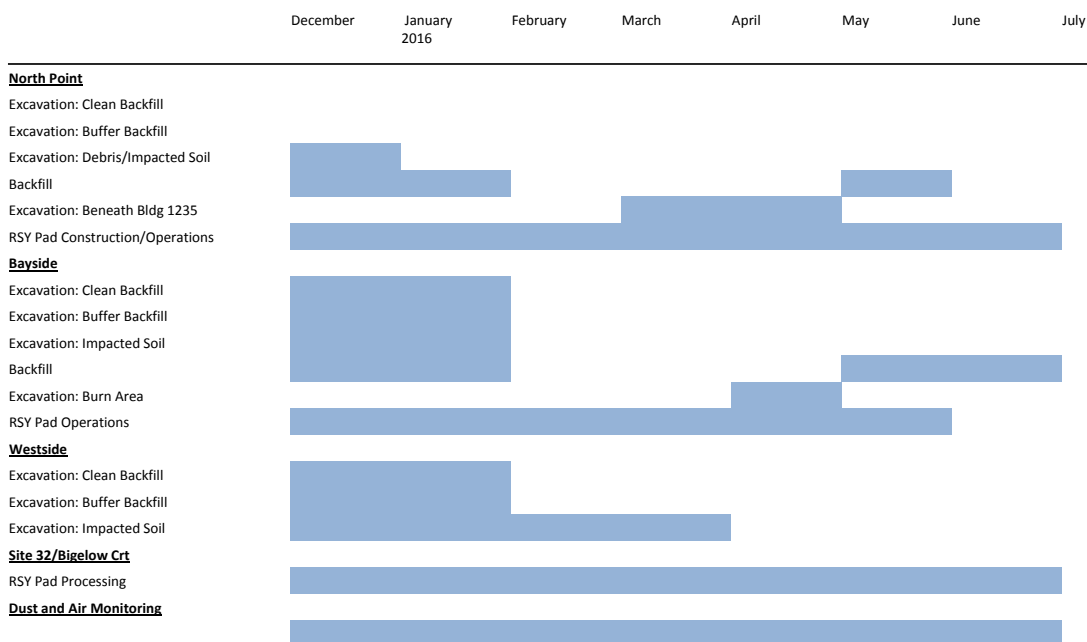 December January February March April May June July
2016
North Point
Excavation: Clean Backfill
Excavation: Buffer Backfill
Excavation: Debris/Impacted Soil
Backfill
Excavation: Beneath Bldg 1235
RSY Pad Construction/Operations
Bayside
Excavation: Clean Backfill
Excavation: Buffer Backfill
Excavation: Impacted Soil
Backfill
Excavation: Burn Area
RSY Pad Operations
Westside
Excavation: Clean Backfill
Excavation: Buffer Backfill
Excavation: Impacted Soil
Site 32/Bigelow Crt
RSY Pad Processing
Dust and Air Monitoring